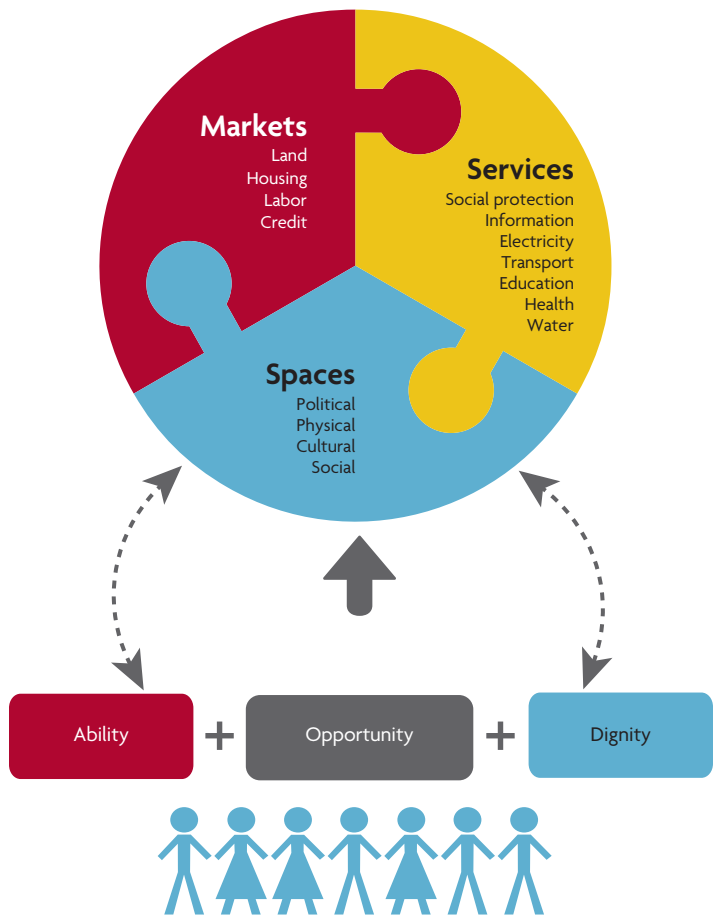 Markets
Land
Housing
Labor
Credit
Services
Social protection
Information
Electricity
Transport
Education
Health
Water
Spaces
Political
Physical
Cultural
Social
Ability + Opportunity + Dignity